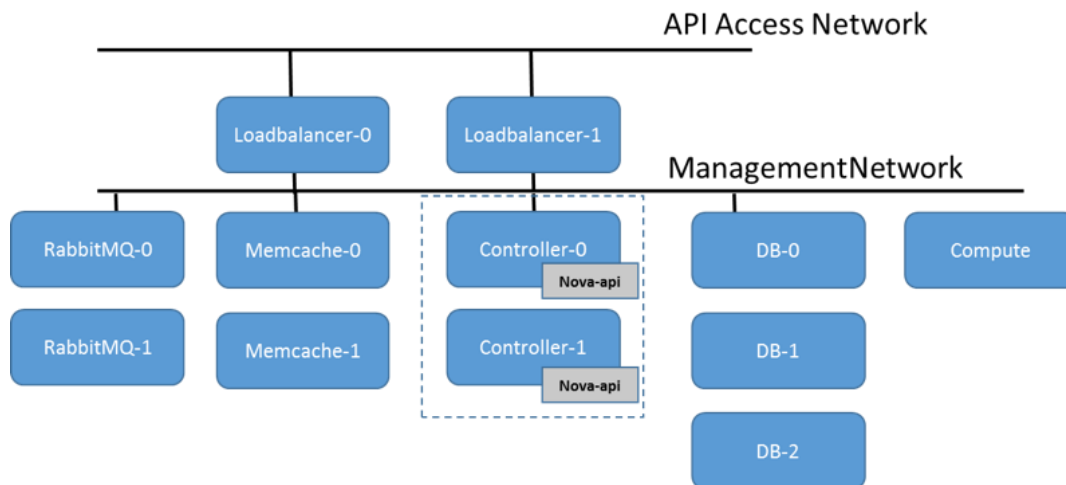 API Access Network
Loadbalancer-0
Loadbalancer-1
ManagementNetwork
RabbitMQ-0
Memcache-0
Controller-0
DB-0
Compute
Nova-api
RabbitMQ-1
Memcache-1
Controller-1
DB-1
Nova-api
DB-2